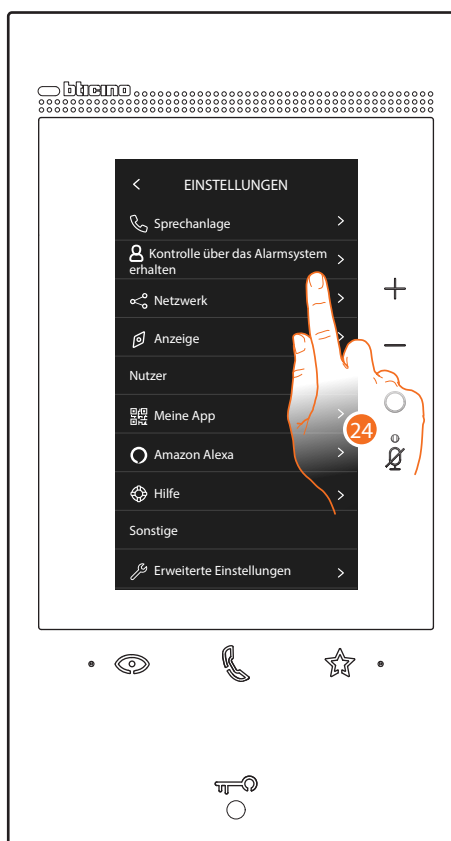 bticino
EINSTELLUNGEN
Sprechanlage
Kontrolle über das Alarmsystem
erhalten
Netzwerk
Anzeige
Nutzer
Meine App
24
Amazon Alexa
Hilfe
Sonstige
Erweiterte Einstellungen